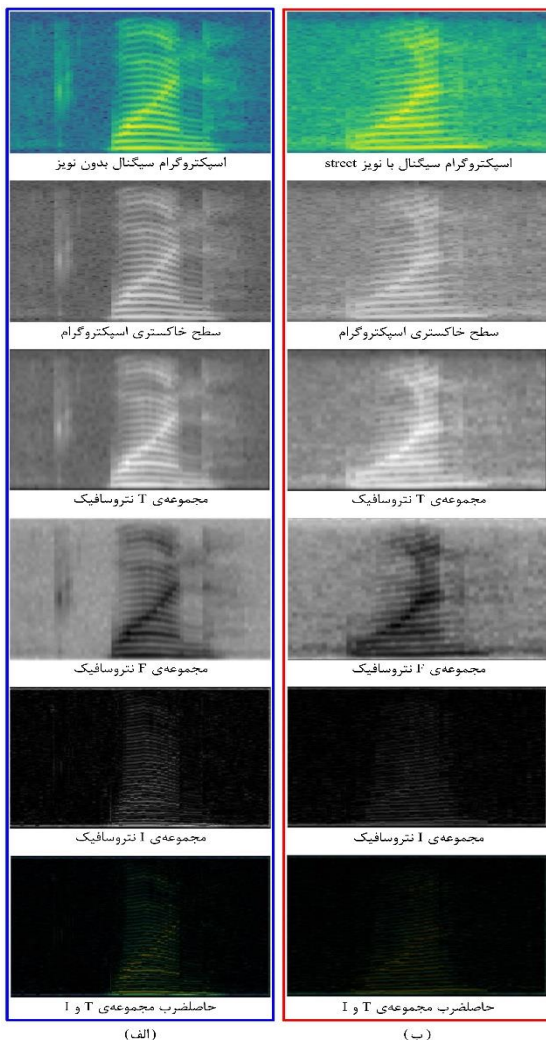 اسپکتروگرام سیگنال با نویز street
اسپکتروگرام سیگنال بدون نویز
سطح خاکستری اسپکتروگرام
سطح خاکستری اسپکتروگرام
مجموعه‌ی T نتروسافیک
مجموعه‌ی T نتروسافیک
مجموعه‌ی F نتروسافیک
مجموعه‌ی F نتروسافیک
مجموعه‌ی I نتروسافیک
مجموعه‌ی I نتروسافیک
حاصلضرب مجموعه‌ی T و I
حاصلضرب مجموعه‌ی T و I
(ب)
(الف)